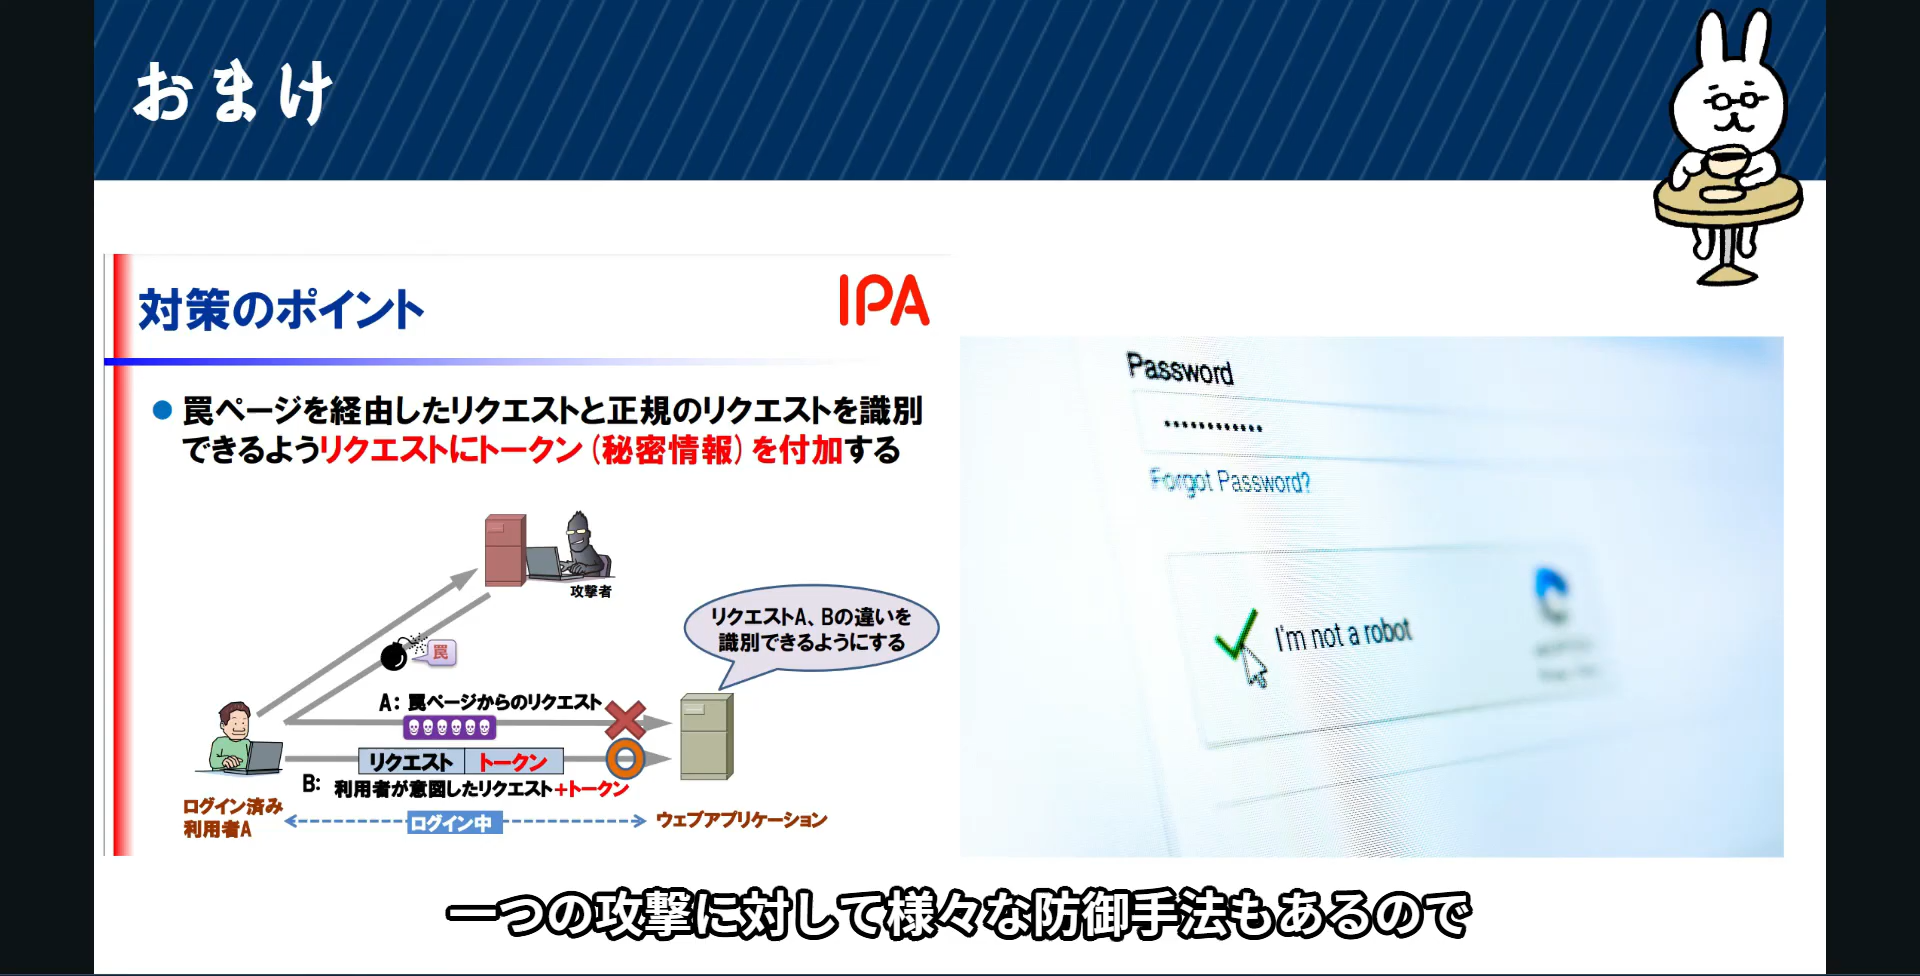 おまけ
対策のポイント
IPA
罠ページを経由したリクエストと正規のリクエストを識別
できるようリクエストにトークン(秘密情報)を付加する
攻撃者
罠
リクエストA、Bの違いを
識別できるようにする
A: 罠ページからのリクエスト
リクエスト トークン
B: 利用者が意図したリクエスト+トークン
ログイン済み
利用者A
ログイン中
ウェブアプリケーション
Password
Forgot Password?
I'm not a robot
一つの攻撃に対して様々な防御手法もあるので